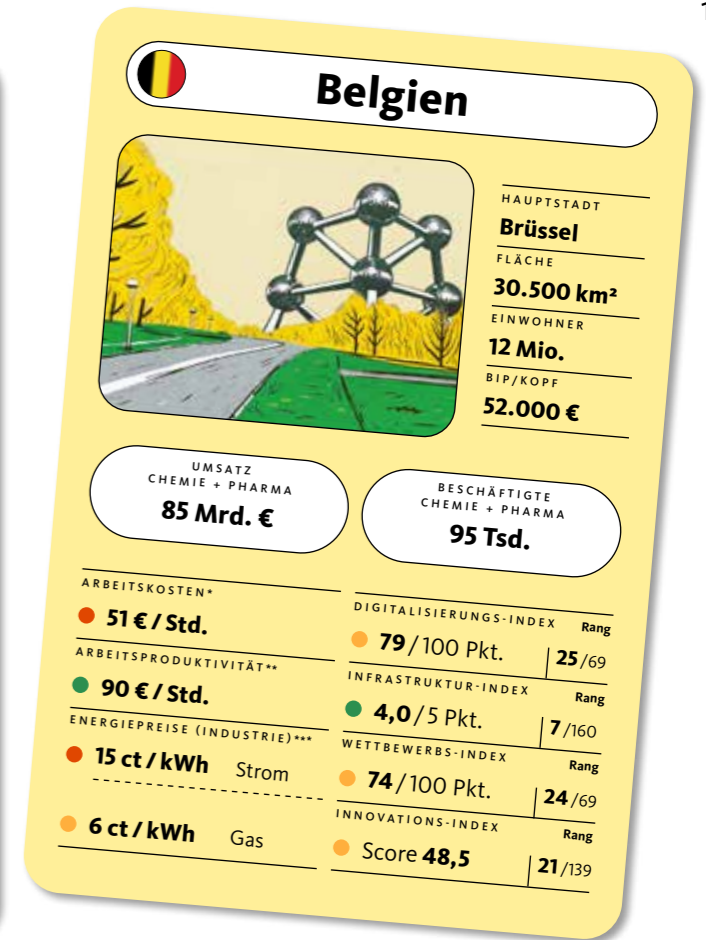 Belgien
HAUPTSTADT
Brüssel
FLÄCHE
30.500 km²
EINWOHNER
12 Mio.
BIP/KOPF
52.000 €
UMSATZ
CHEMIE + PHARMA
85 Mrd. €
BESCHÄFTIGTE
CHEMIE + PHARMA
95 Tsd.
ARBEITSKOSTEN*
51 € / Std.
ARBEITSPRODUKTIVITÄT**
90 € / Std.
ENERGIEPREISE (INDUSTRIE)***
15 ct / kWh Strom
6 ct / kWh Gas
DIGITALISIERUNGS-INDEX Rang
79/100 Pkt. 25/69
INFRASTRUKTUR-INDEX Rang
4,0/5 Pkt. 7/160
WETTBEWERBS-INDEX Rang
74/100 Pkt. 24/69
INNOVATIONS-INDEX Rang
Score 48,5 21/139